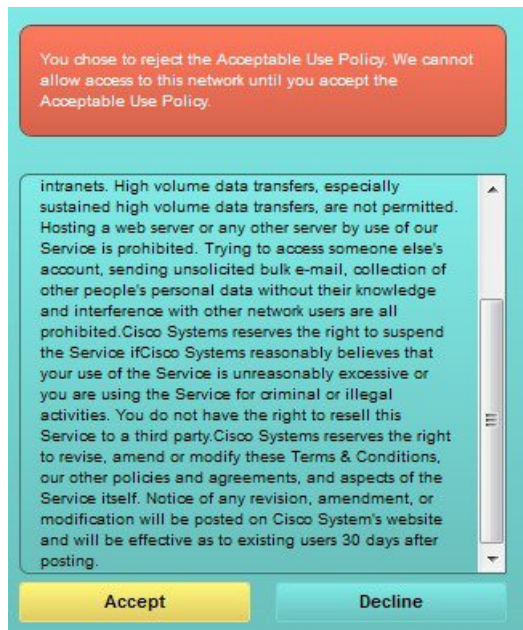 You chose to reject the Acceptable Use Policy. We cannot
allow access to this network until you accept the
Acceptable Use Policy.
intranets. High volume data transfers, especially
sustained high volume data transfers, are not permitted.
Hosting a web server or any other server by use of our
Service is prohibited. Trying to access someone else's
account, sending unsolicited bulk e-mail, collection of
other people's personal data without their knowledge
and interference with other network users are all
prohibited.Cisco Systems reserves the right to suspend
the Service ifCisco Systems reasonably believes that
your use of the Service is unreasonably excessive or
you are using the Service for criminal or illegal
activities. You do not have the right to resell this
Service to a third party.Cisco Systems reserves the right
to revise, amend or modify these Terms & Conditions,
our other policies and agreements, and aspects of the
Service itself. Notice of any revision, amendment, or
modification will be posted on Cisco System's website
and will be effective as to existing users 30 days after
posting.
Accept
Decline